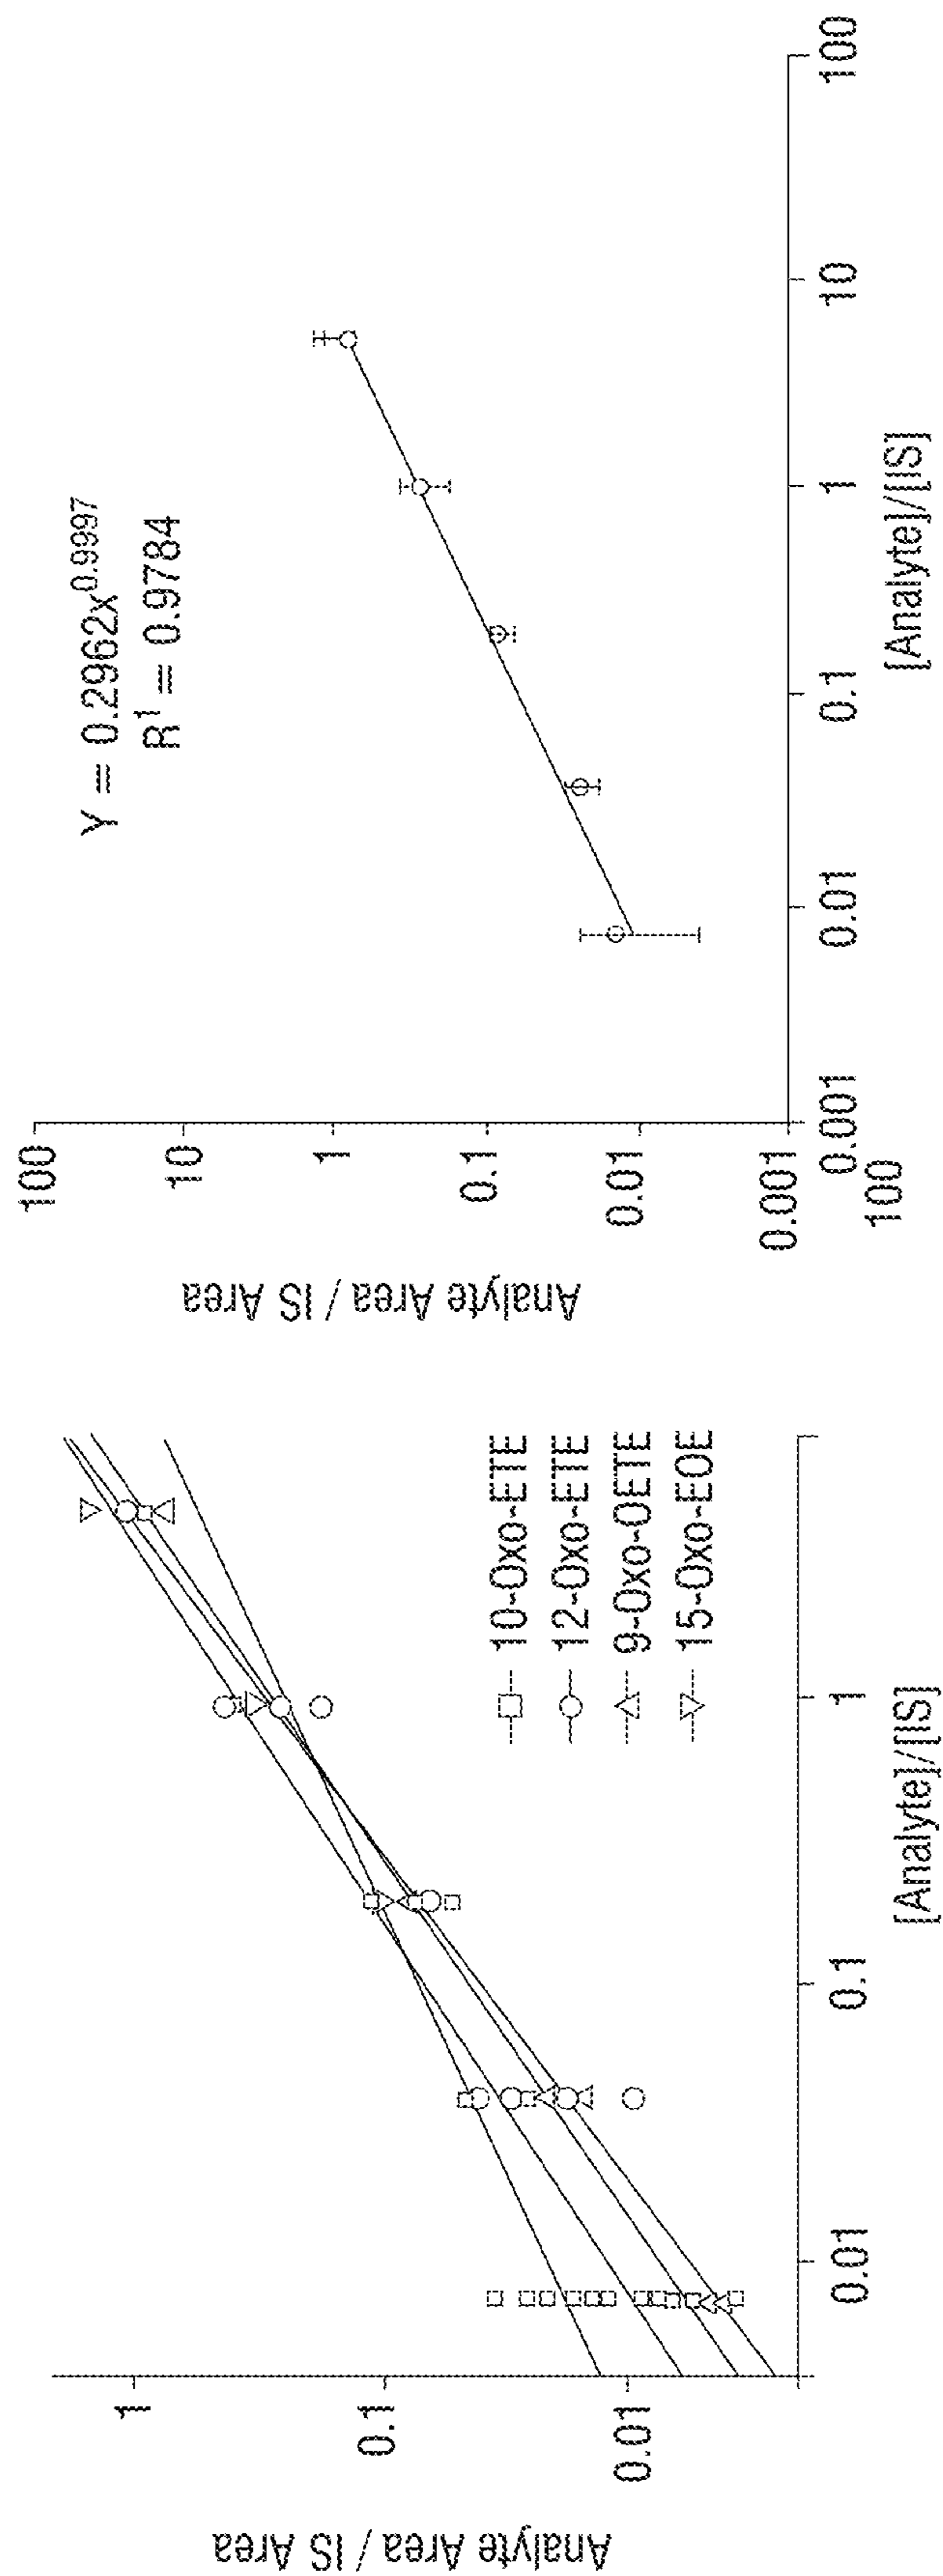 Analyte Area / IS Area
1
0.1
0.01
0.01
0.1
1
[Analyte]/[IS]
10-Oxo-ETE
12-Oxo-ETE
9-Oxo-OETE
15-Oxo-EOE
Analyte Area / IS Area
100
10
1
0.1
0.01
0.001
0.001
100
0.01
0.1
1
10
100
[Analyte]/[IS]
Y = 0.2962x^0.9997
R^1 = 0.9784